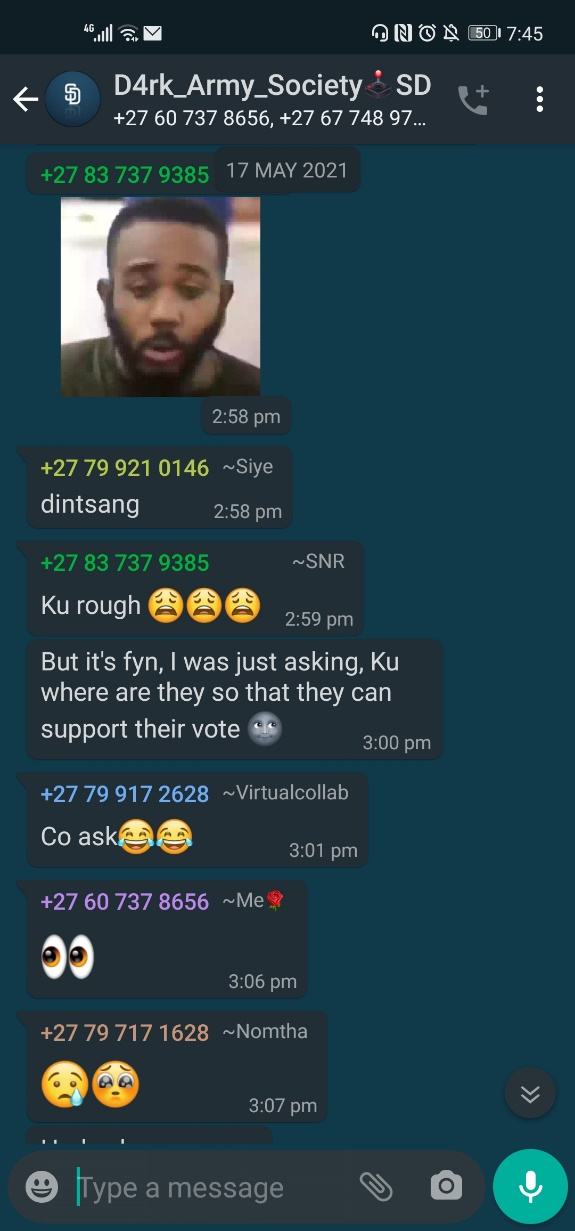 4G 50 7:45
D4rk_Army_Society🕹️SD
+27 60 737 8656, +27 67 748 97...
+27 83 737 9385
17 MAY 2021
2:58 pm
+27 79 921 0146 ~Siye
dintsang 2:58 pm
+27 83 737 9385 ~SNR
Ku rough 😩😩😩 2:59 pm
But it's fyn, I was just asking, Ku
where are they so that they can
support their vote 🌚 3:00 pm
+27 79 917 2628 ~Virtualcollab
Co ask😂😂 3:01 pm
+27 60 737 8656 ~Me🌹
👀 3:06 pm
+27 79 717 1628 ~Nomtha
😢🥺 3:07 pm
Type a message